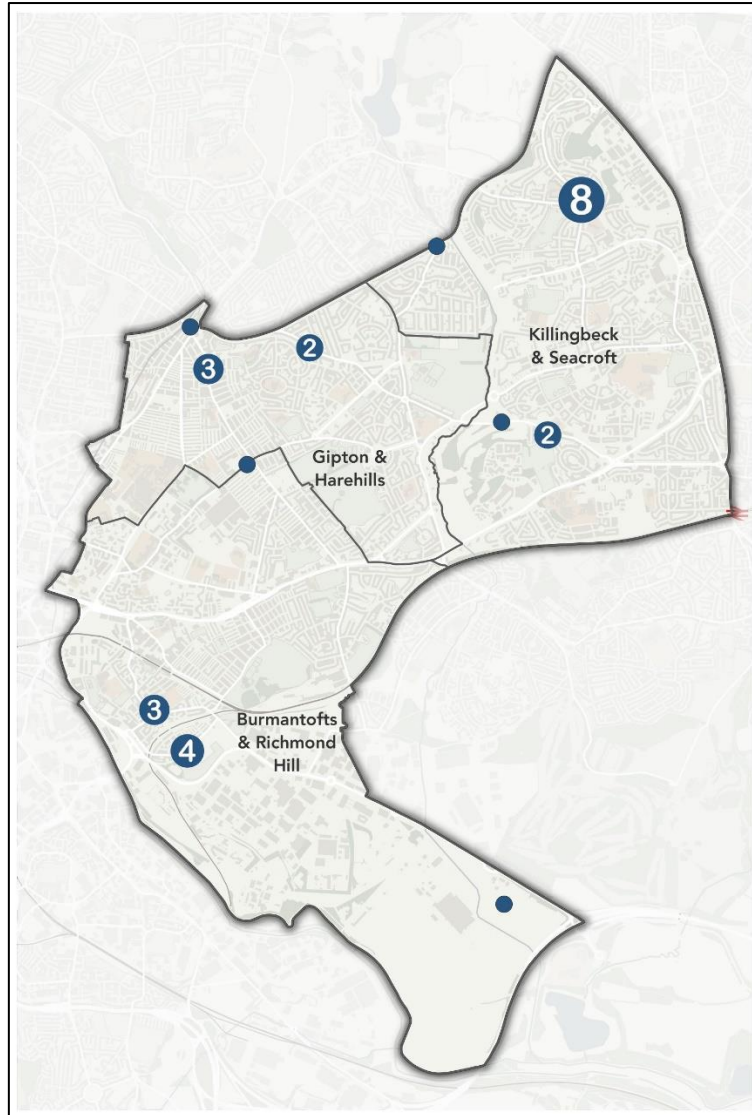 8
2
3
Killingbeck
& Seacroft
2
Gipton &
Harehills
3
4
Burmantofts
& Richmond
Hill